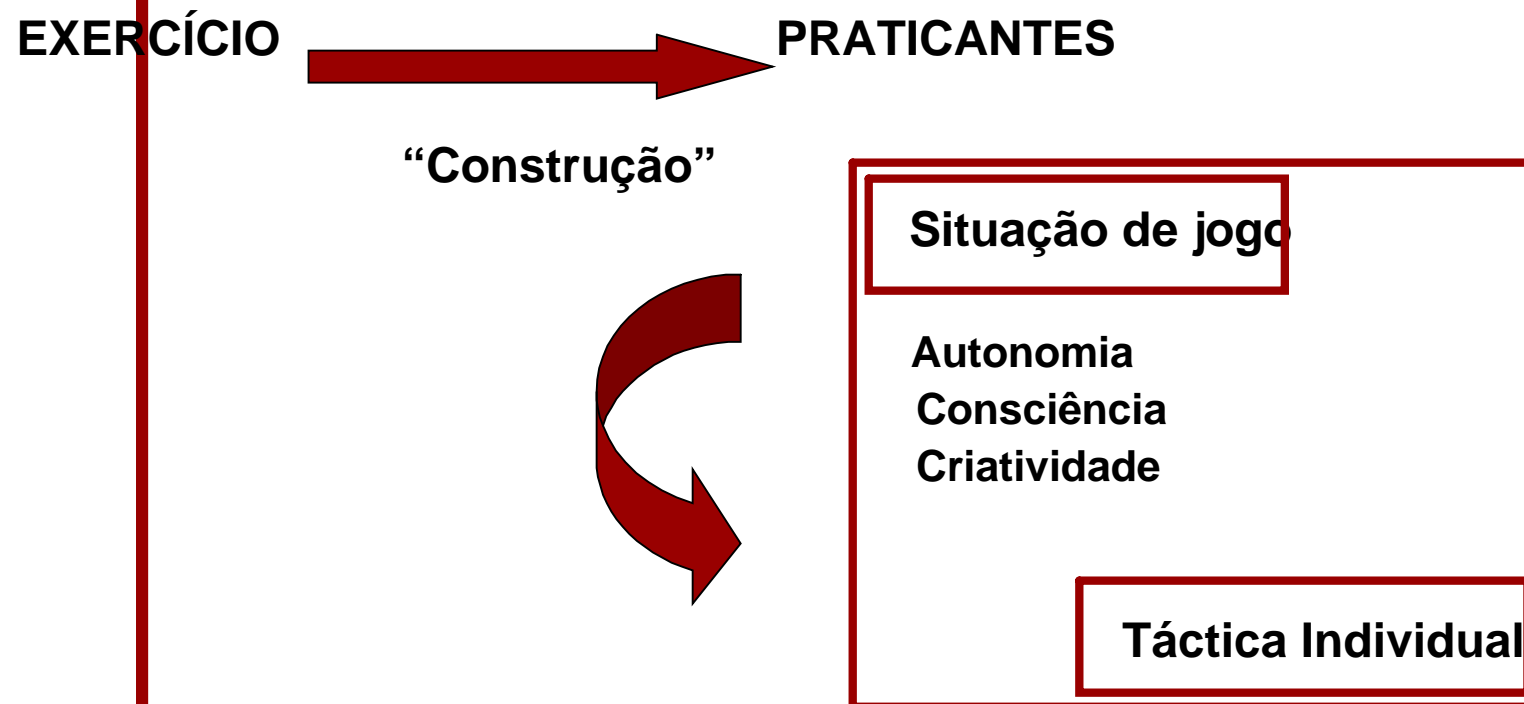 EXERCÍCIO PRATICANTES
“Construção”
Situação de jogo
Autonomia
Consciência
Criatividade
Táctica Individual